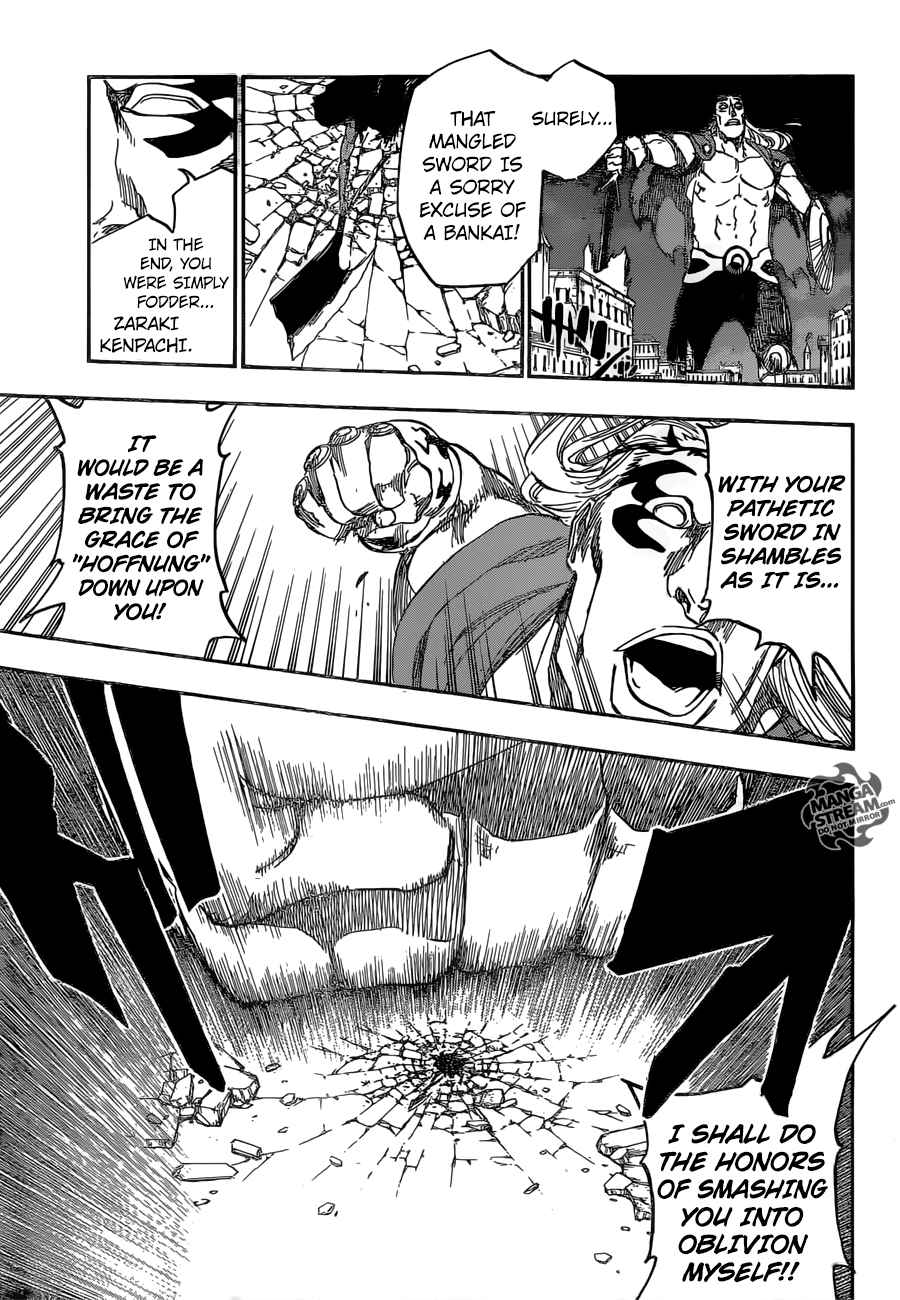 SURELY...
THAT
MANGLED
SWORD IS
A SORRY
EXCUSE OF
A BANKAI!
IN THE
END, YOU
WERE SIMPLY
FODDER...
ZARAKI
KENPACHI.
WITH YOUR
PATHETIC
SWORD IN
SHAMBLES
AS IT IS...
IT
WOULD BE A
WASTE TO
BRING THE
GRACE OF
"HOFFNUNG"
DOWN UPON
YOU!
MANGA
STREAM.com
DO NOT MIRROR
I SHALL DO
THE HONORS
OF SMASHING
YOU INTO
OBLIVION
MYSELF!!